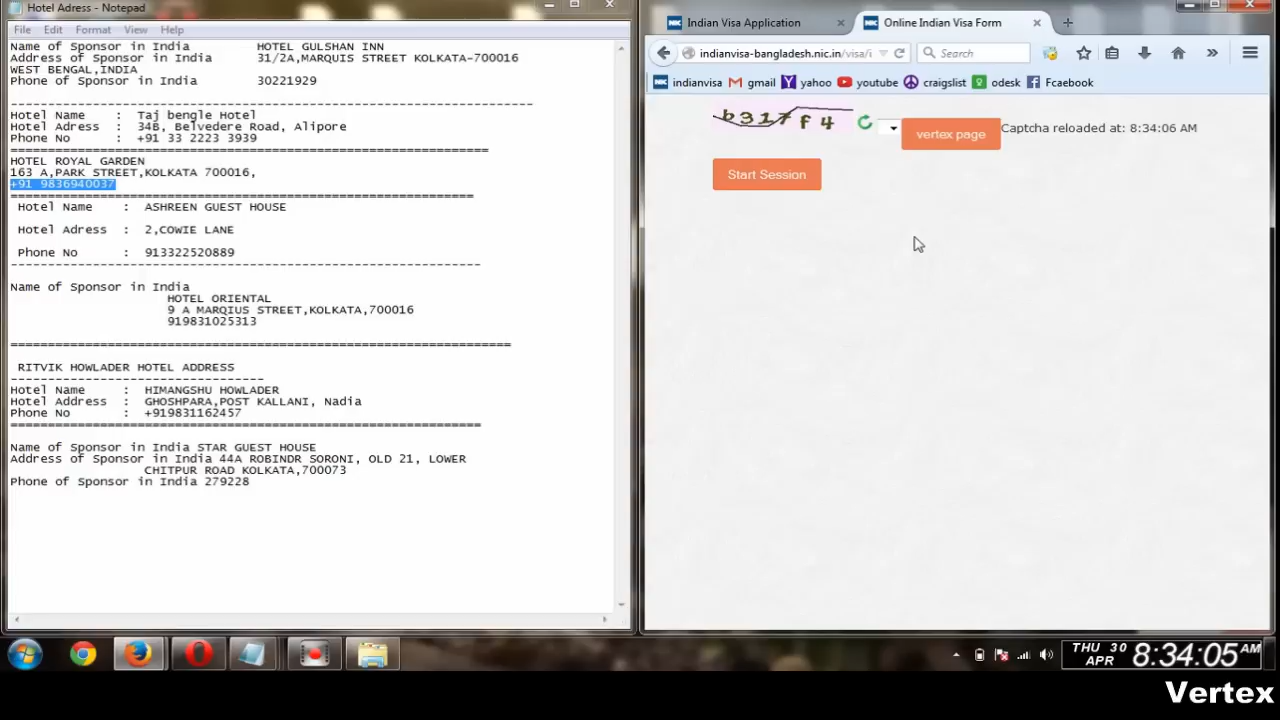 Hotel Adress - Notepad
File Edit Format View Help
Name of Sponsor in India HOTEL GULSHAN INN
Address of Sponsor in India 31/2A,MARQUIS STREET KOLKATA-700016
WEST BENGAL,INDIA
Phone of Sponsor in India 30221929
--------------------------------------------------------------------
Hotel Name : Taj bengle Hotel
Hotel Adress : 34B, Belvedere Road, Alipore
Phone No : +91 33 2223 3939
================================================================
HOTEL ROYAL GARDEN
163 A,PARK STREET,KOLKATA 700016,
+91 9836940037
==============================================================
Hotel Name : ASHREEN GUEST HOUSE
Hotel Adress : 2,COWIE LANE
Phone No : 913322520889
---------------------------------------------------------------
Name of Sponsor in India
HOTEL ORIENTAL
9 A MARQIUS STREET,KOLKATA,700016
919831025313
===================================================================
RITVIK HOWLADER HOTEL ADDRESS
----------------------------------
Hotel Name : HIMANGSHU HOWLADER
Hotel Address : GHOSHPARA,POST KALLANI, Nadia
Phone No : +919831162457
===============================================================
Name of Sponsor in India STAR GUEST HOUSE
Address of Sponsor in India 44A ROBINDR SORONI, OLD 21, LOWER
CHITPUR ROAD KOLKATA,700073
Phone of Sponsor in India 279228
Indian Visa Application
Online Indian Visa Form
indianvisa-bangladesh.nic.in/visa/i
Search
indianvisa gmail yahoo youtube craigslist odesk Fcaebook
b317f4
vertex page
Captcha reloaded at: 8:34:06 AM
Start Session
THU 30
APR
8:34:05 AM
Vertex